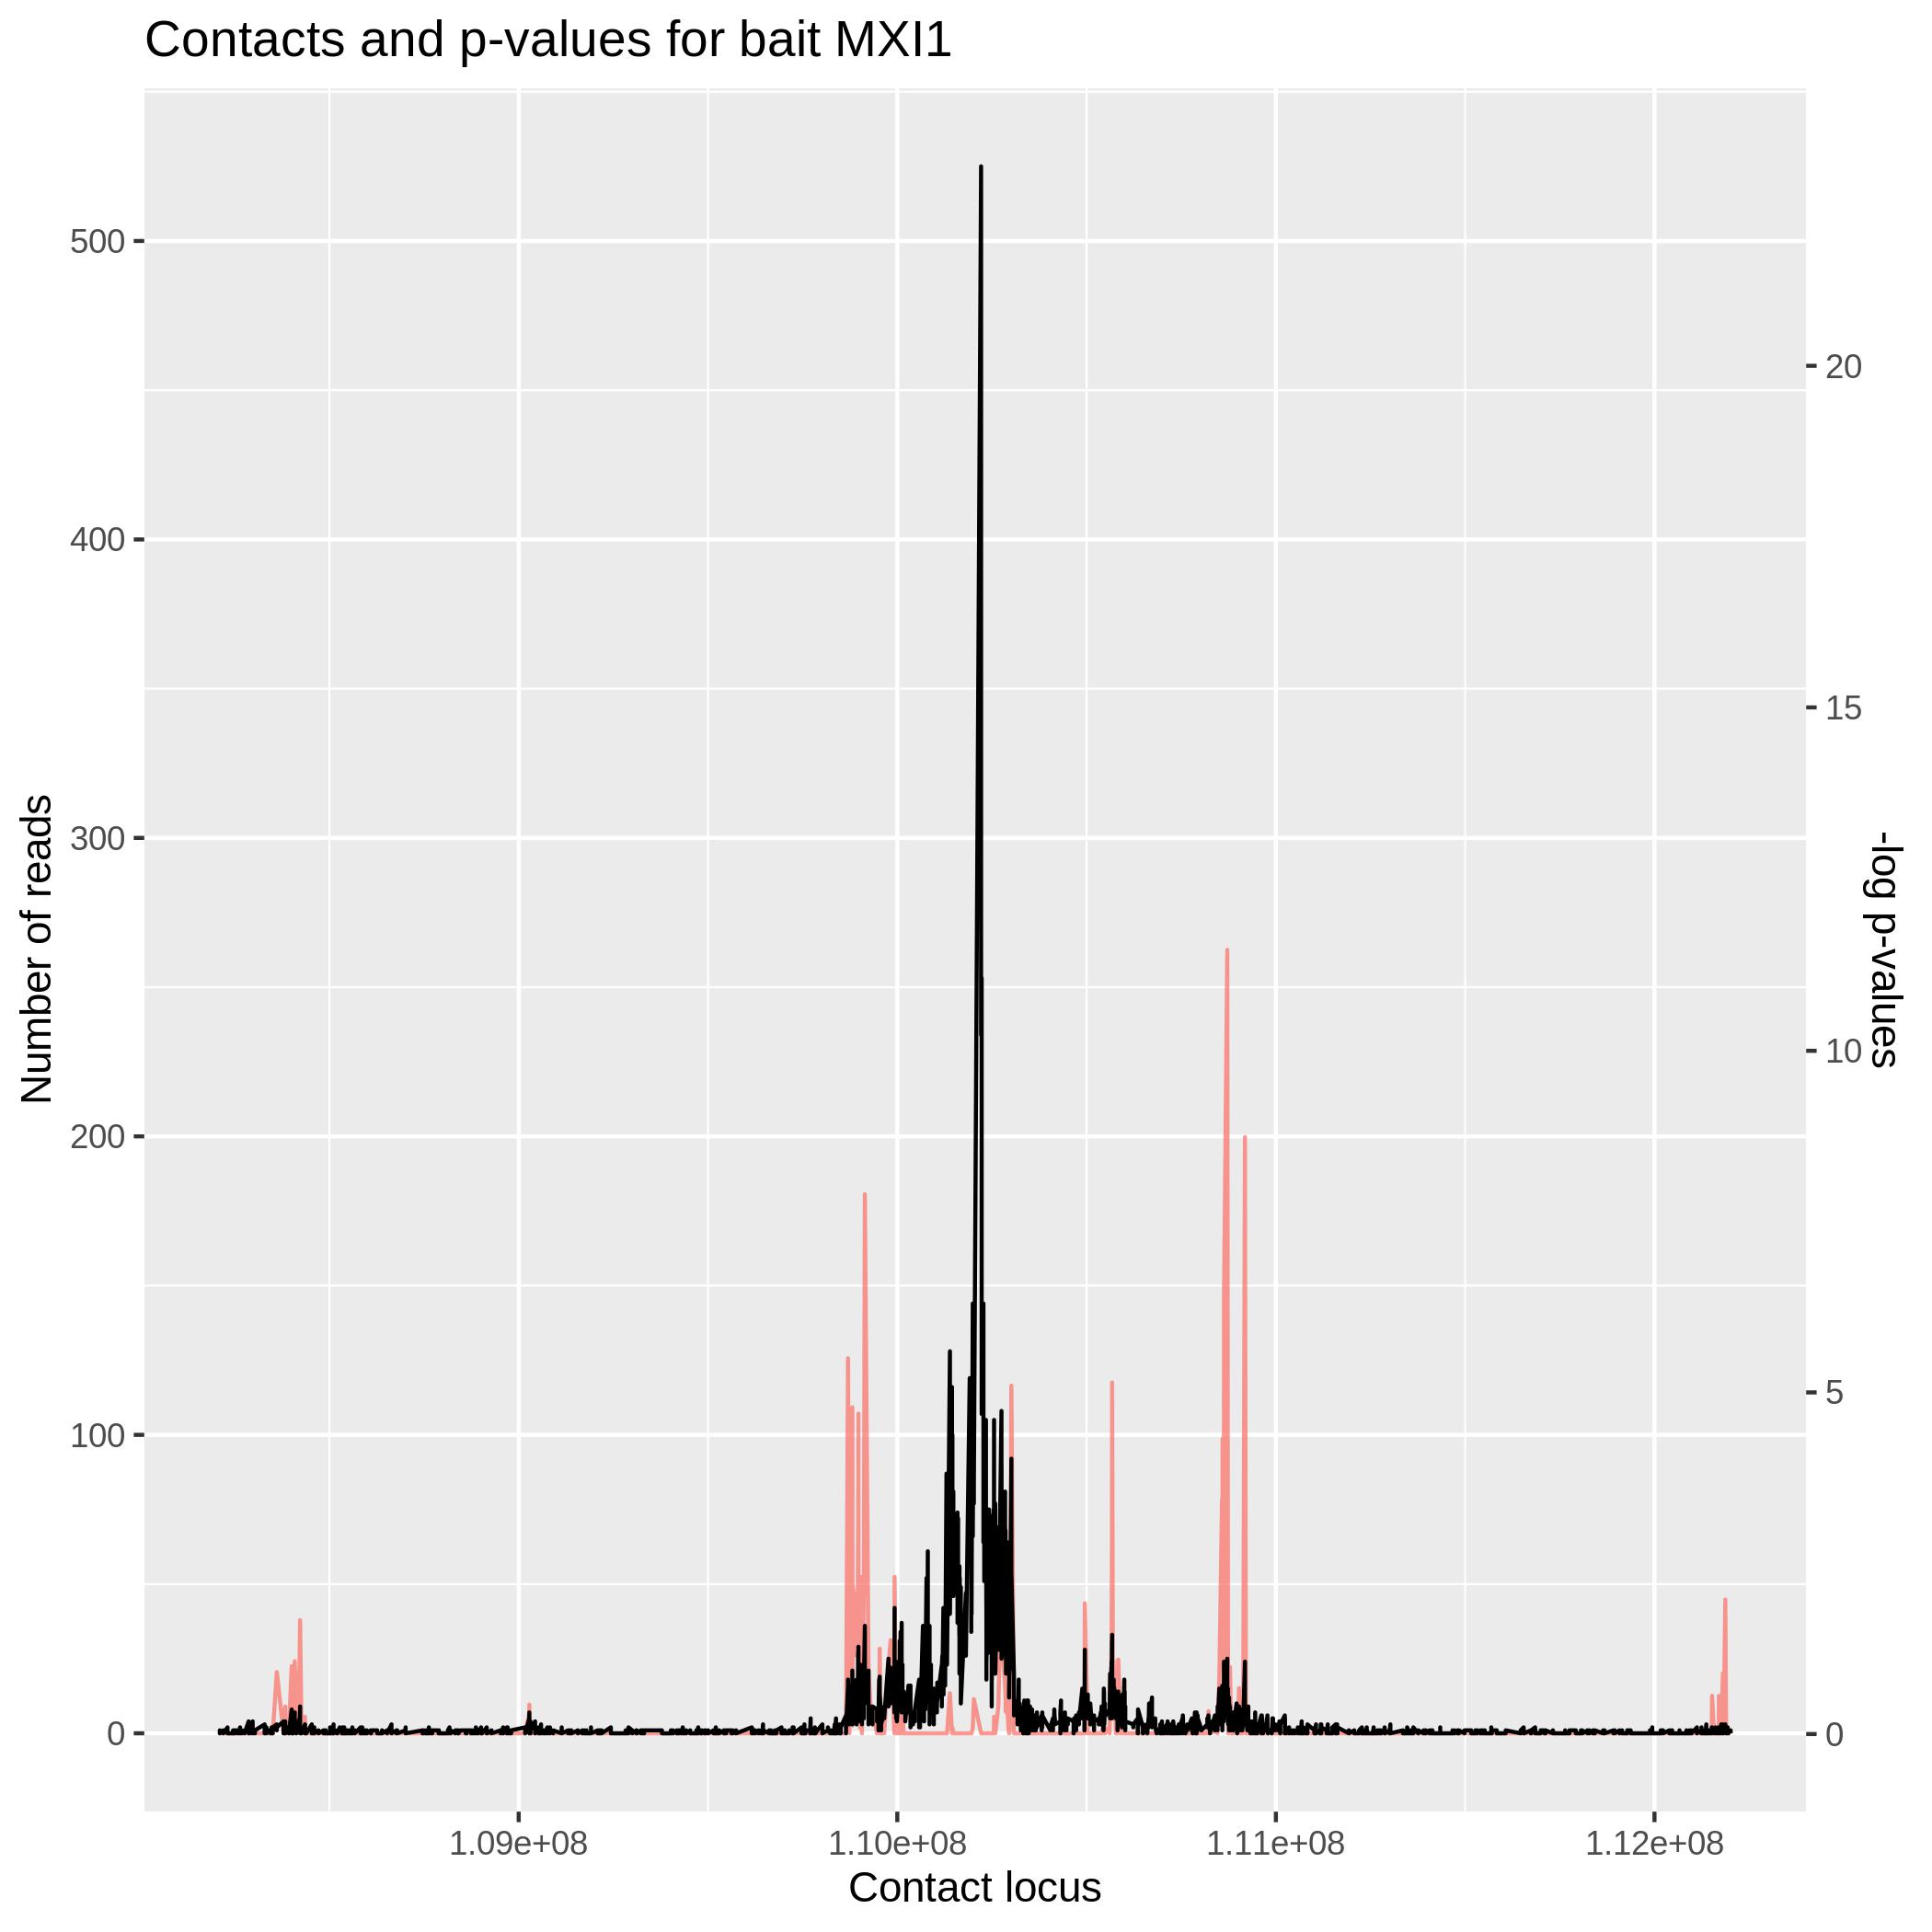 Contacts and p-values for bait MXI1
500
400
300
200
100
0
Number of reads
20
15
10
5
0
-log p-values
1.09e+08
1.10e+08
1.11e+08
1.12e+08
Contact locus